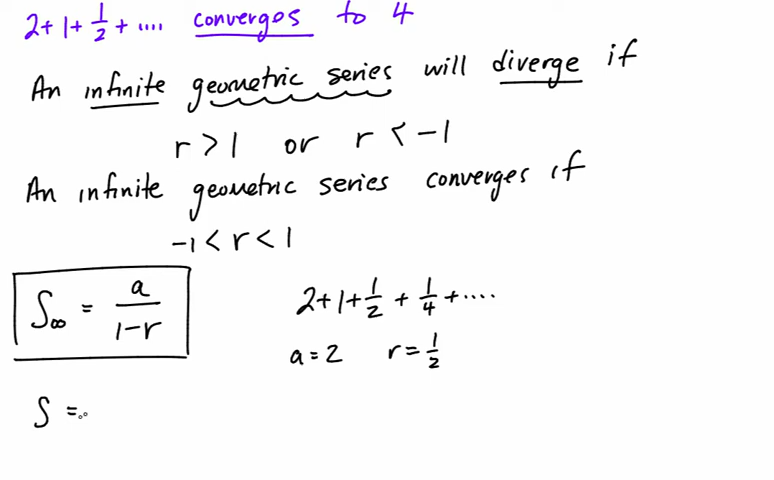 2+1+1/2+.... converges to 4
An infinite geometric series will diverge if
r>1 or r<-1
An infinite geometric series converges if
-1<r<1
S∞ = a/1-r
2+1+1/2+1/4+....
a=2 r=1/2
S =